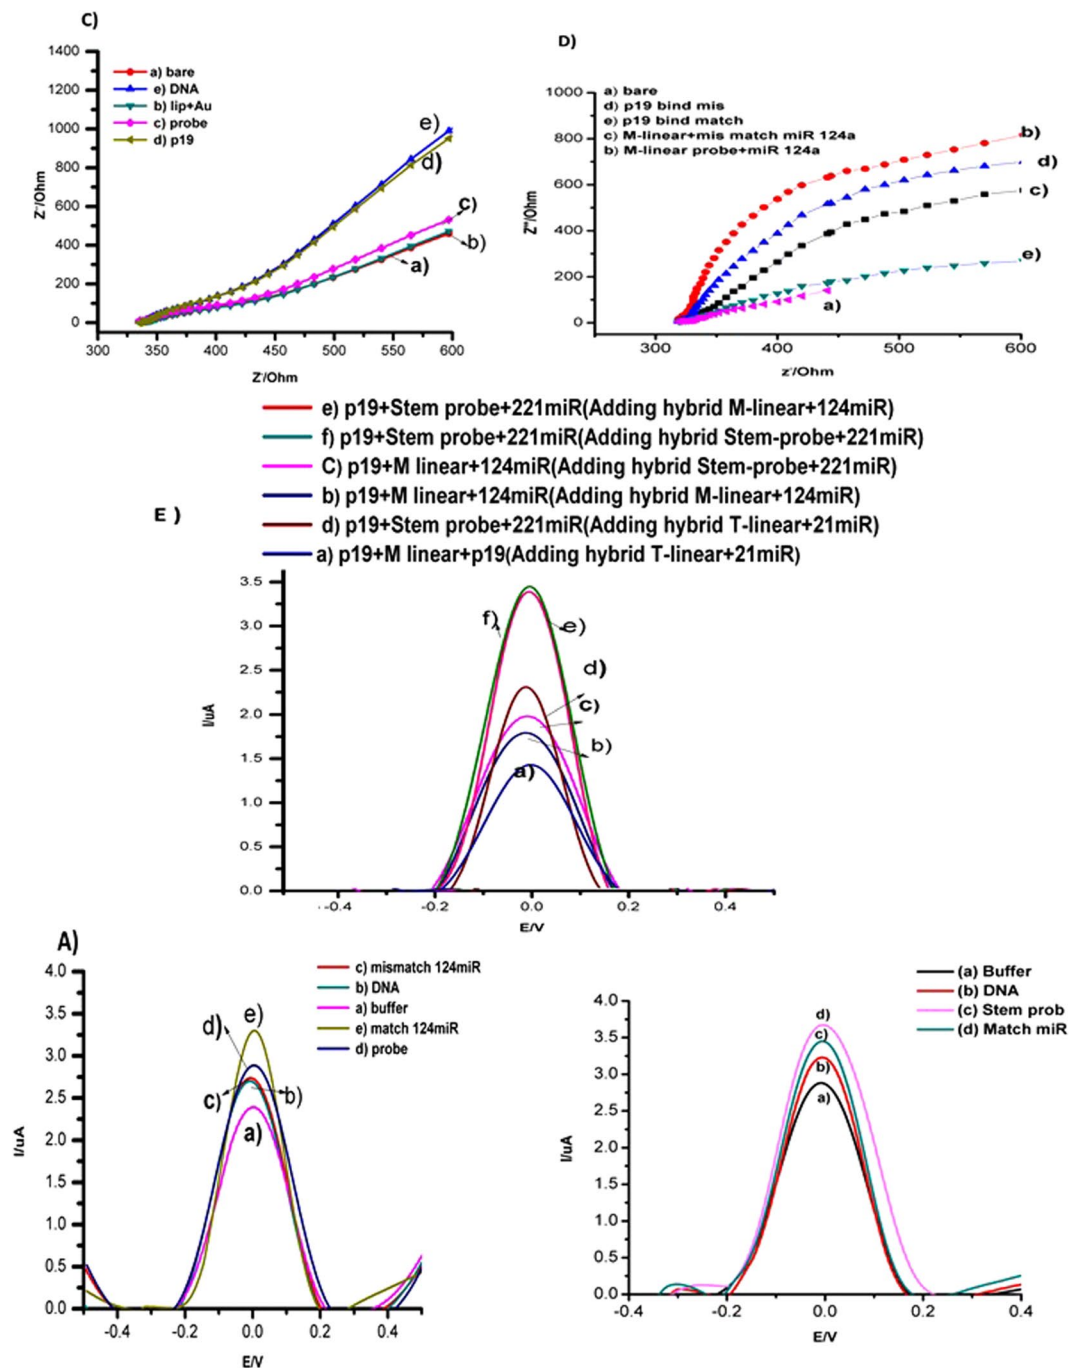 C)
1400
1200
1000
800
600
400
200
0
a) bare
e) DNA
b) lip+Au
c) probe
d) p19
e)
d)
c)
b)
a)
Z'/Ohm
300 350 400 450 500 550 600
Z'/Ohm
D)
a) bare
d) p19 bind mis
e) p19 bind match
c) M-linear+mis match miR 124a
b) M-linear probe+miR 124a
1000
800
600
400
200
0
Z''/Ohm
b)
d)
c)
e)
a)
300 400 500 600
z'/Ohm
e) p19+Stem probe+221miR(Adding hybrid M-linear+124miR)
f) p19+Stem probe+221miR(Adding hybrid Stem-probe+221miR)
C) p19+M linear+124miR(Adding hybrid Stem-probe+221miR)
b) p19+M linear+124miR(Adding hybrid M-linear+124miR)
d) p19+Stem probe+221miR(Adding hybrid T-linear+21miR)
a) p19+M linear+p19(Adding hybrid T-linear+21miR)
E )
3.5
3.0
2.5
2.0
1.5
1.0
0.5
0.0
I/uA
f)
e)
d)
c)
b)
a)
-0.4 -0.2 0.0 0.2 0.4
E/V
A)
4.0
3.5
3.0
2.5
2.0
1.5
1.0
0.5
0.0
I/uA
c) mismatch 124miR
b) DNA
a) buffer
e) match 124miR
d) probe
d)
e)
c)
b)
a)
-0.4 -0.2 0.0 0.2 0.4
E/V
(a) Buffer
(b) DNA
(c) Stem prob
(d) Match miR
4.0
3.5
3.0
2.5
2.0
1.5
1.0
0.5
0.0
I/uA
d)
c)
b)
a)
-0.4 -0.2 0.0 0.2 0.4
E/V